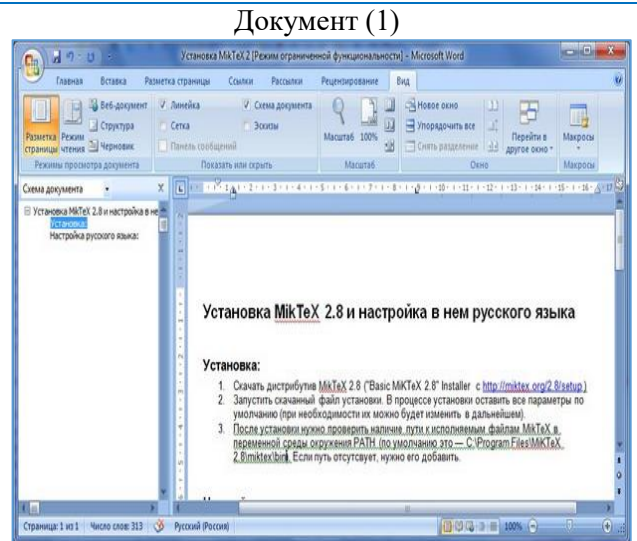 Документ (1)
Установка MikTeX 2 [Режим ограниченной функциональности] - Microsoft Word
Главная Вставка Разметка страницы Ссылки Рассылки Рецензирование Вид
Разметка страницы
Режим чтения
Веб-документ
Структура
Черновик
Режимы просмотра документа
Линейка
Сетка
Панель сообщений
Схема документа
Эскизы
Показать или скрыть
Масштаб
100%
Масштаб
Новое окно
Упорядочить все
Снять разделение
Перейти в другое окно
Окно
Макросы
Макросы
Схема документа
Установка MikTeX 2.8 и настройка в не
Установка:
Настройка русского языка:
Установка MikTeX 2.8 и настройка в нем русского языка
Установка:
1. Скачать дистрибутив MikTeX 2.8 ("Basic MiKTeX 2.8" Installer с http://miktex.org/2.8/setup )
2. Запустить скачанный файл установки. В процессе установки оставить все параметры по
умолчанию (при необходимости их можно будет изменить в дальнейшем).
3. После установки нужно проверить наличие пути к исполняемым файлам MikTeX в
переменной среды окружения PATH (по умолчанию это — C:\Program Files\MiKTeX
2.8\miktex\bin). Если путь отсутсвует, нужно его добавить.
Страница: 1 из 1 Число слов: 313 Русский (Россия) 100%